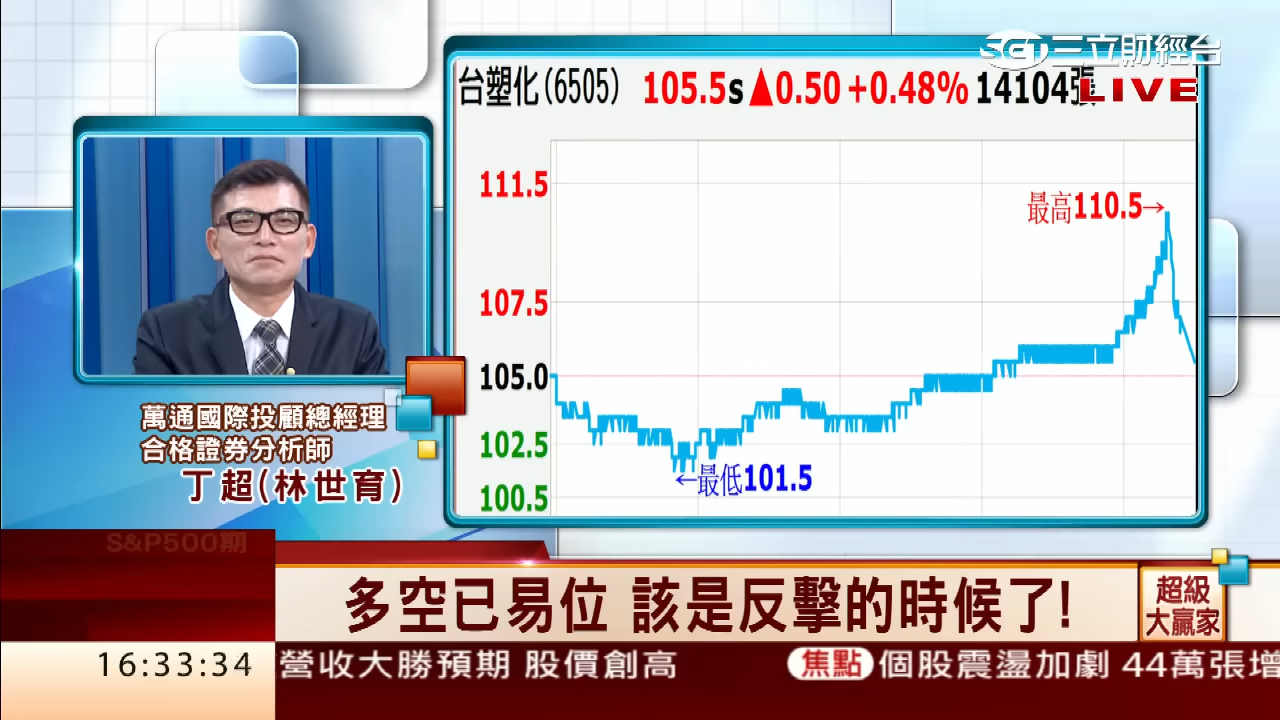 SET三立財經台
LIVE
台塑化(6505) 105.5s▲0.50 +0.48% 14104張
111.5
最高110.5→
107.5
105.0
102.5
←最低101.5
100.5
萬通國際投顧總經理
合格證券分析師
丁超(林世育)
S&P500期
多空已易位 該是反擊的時候了!
超級
大贏家
16:33:34
營收大勝預期 股價創高
焦點 個股震盪加劇 44萬張增